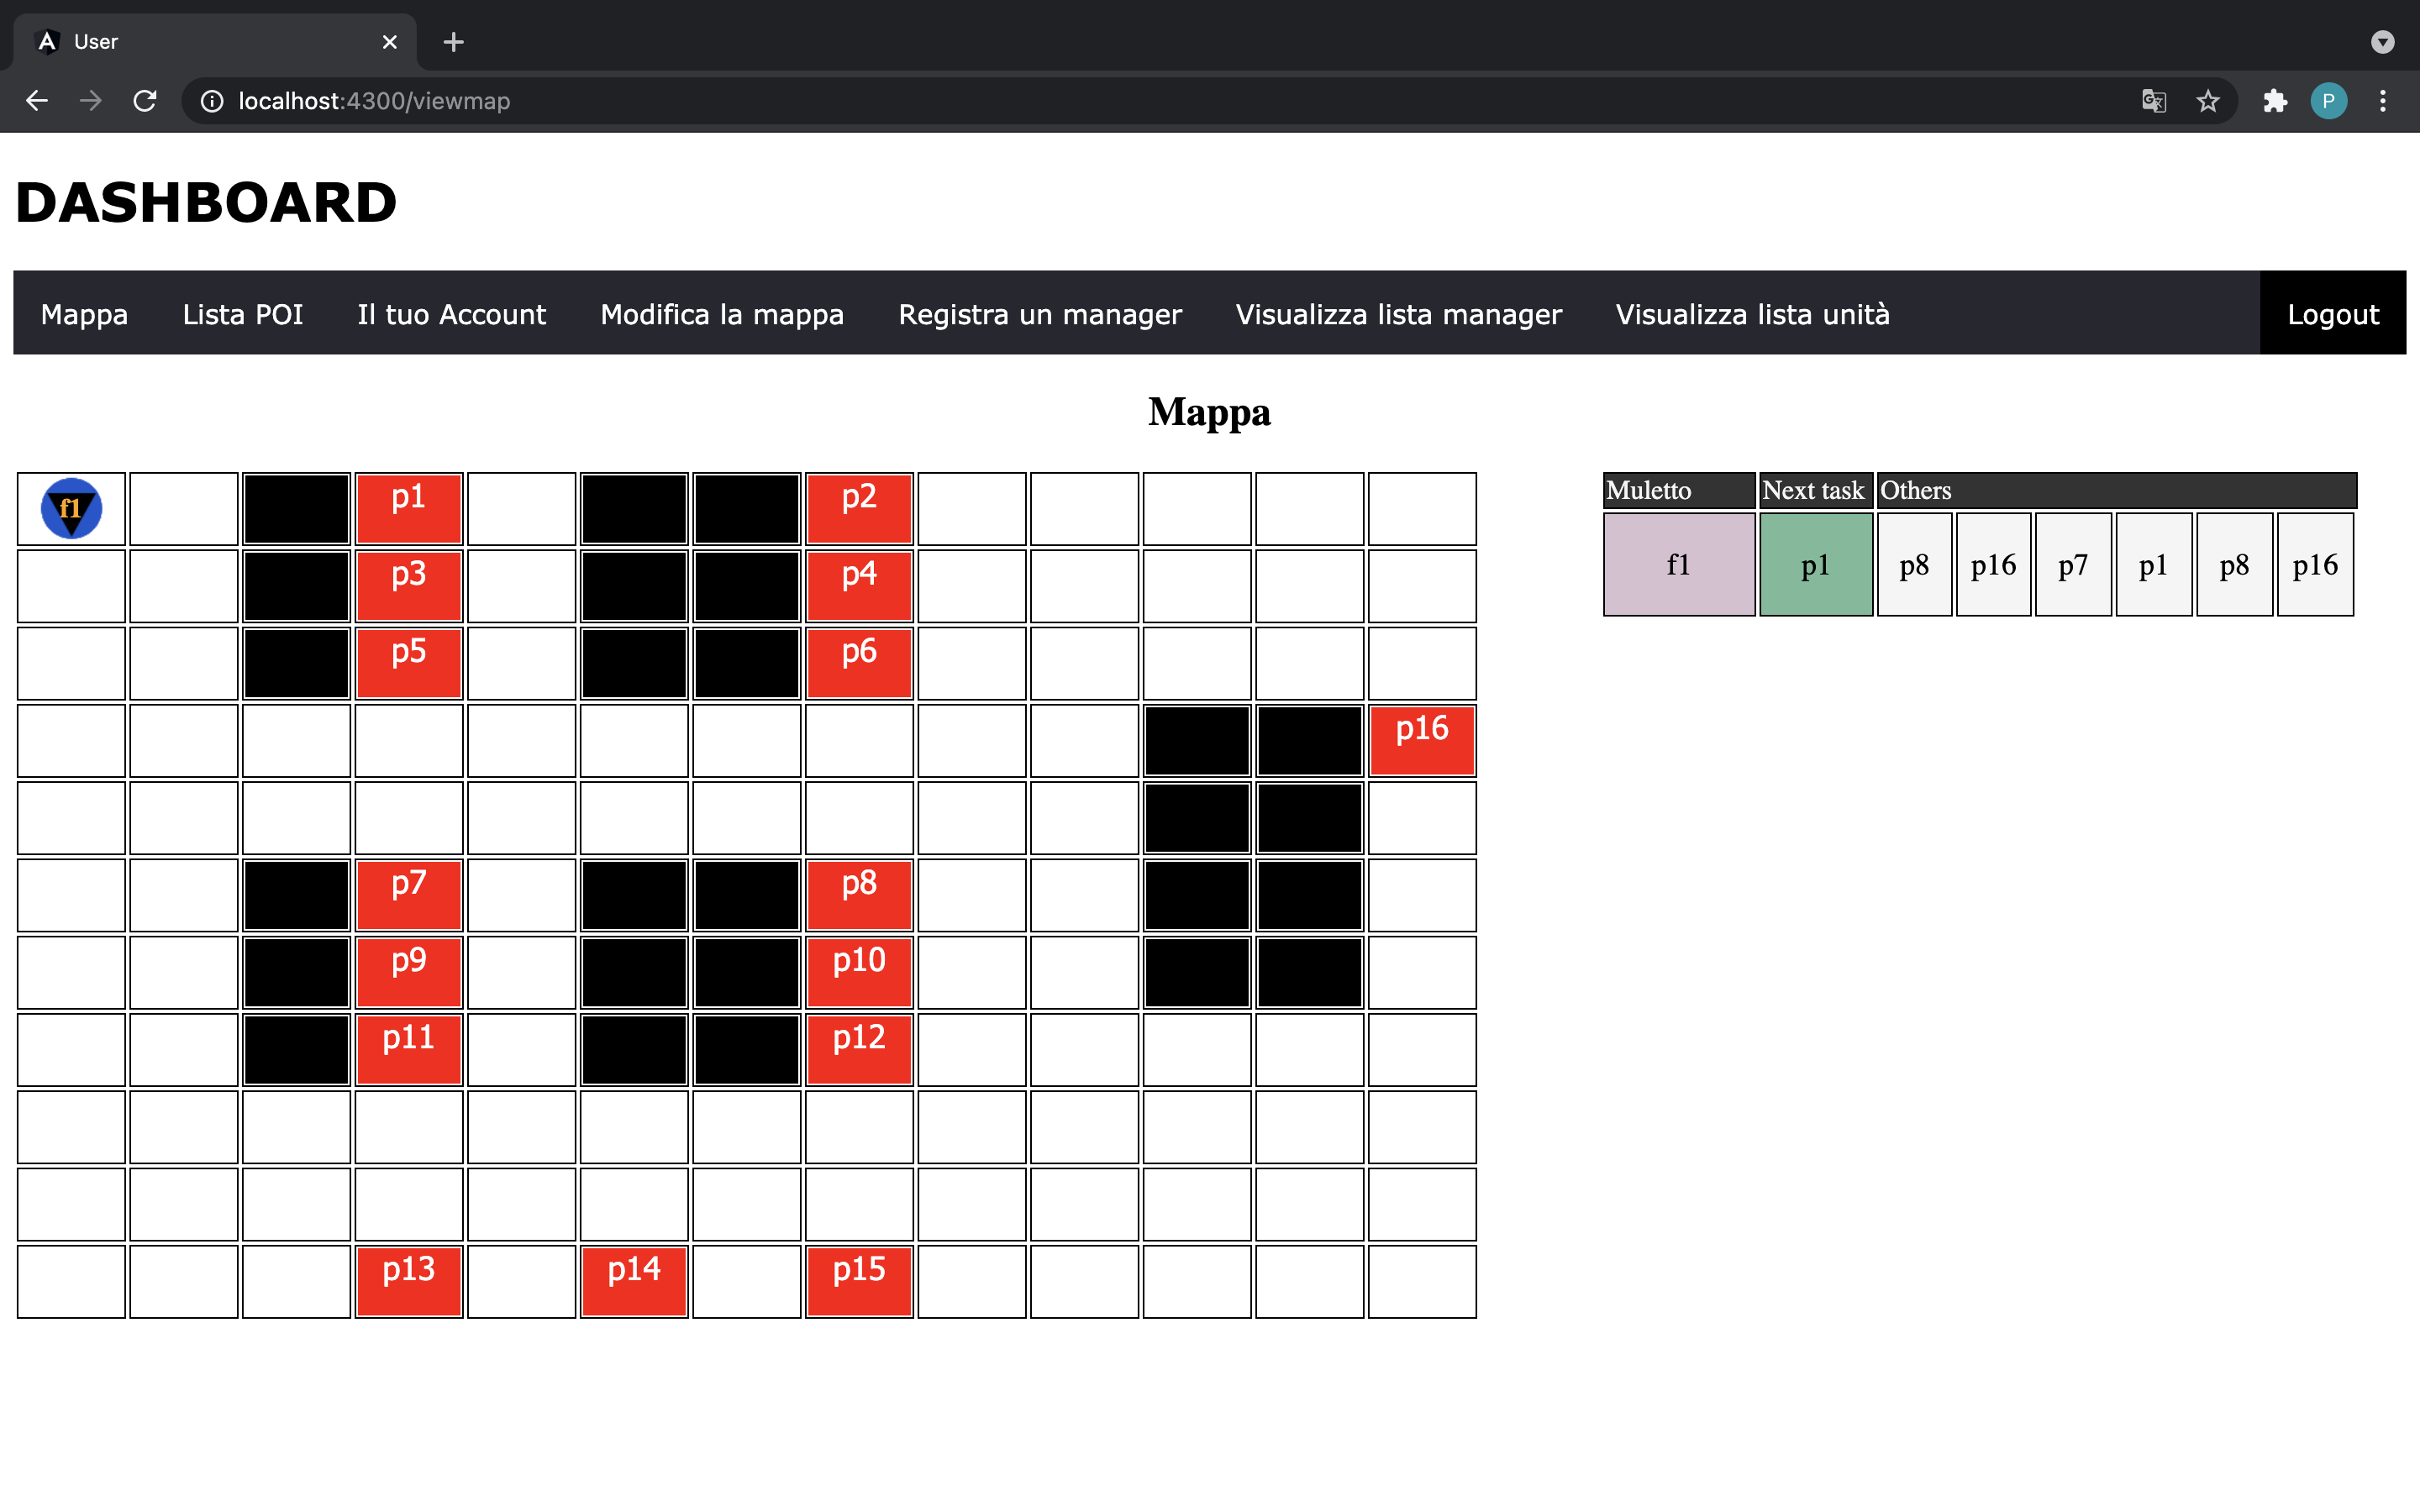 User
localhost:4300/viewmap
P
DASHBOARD
Mappa Lista POI Il tuo Account Modifica la mappa Registra un manager Visualizza lista manager Visualizza lista unità Logout
Mappa
f1 p1 p2
p3 p4
p5 p6
p16
p7 p8
p9 p10
p11 p12
p13 p14 p15
Muletto Next task Others
f1 p1 p8 p16 p7 p1 p8 p16